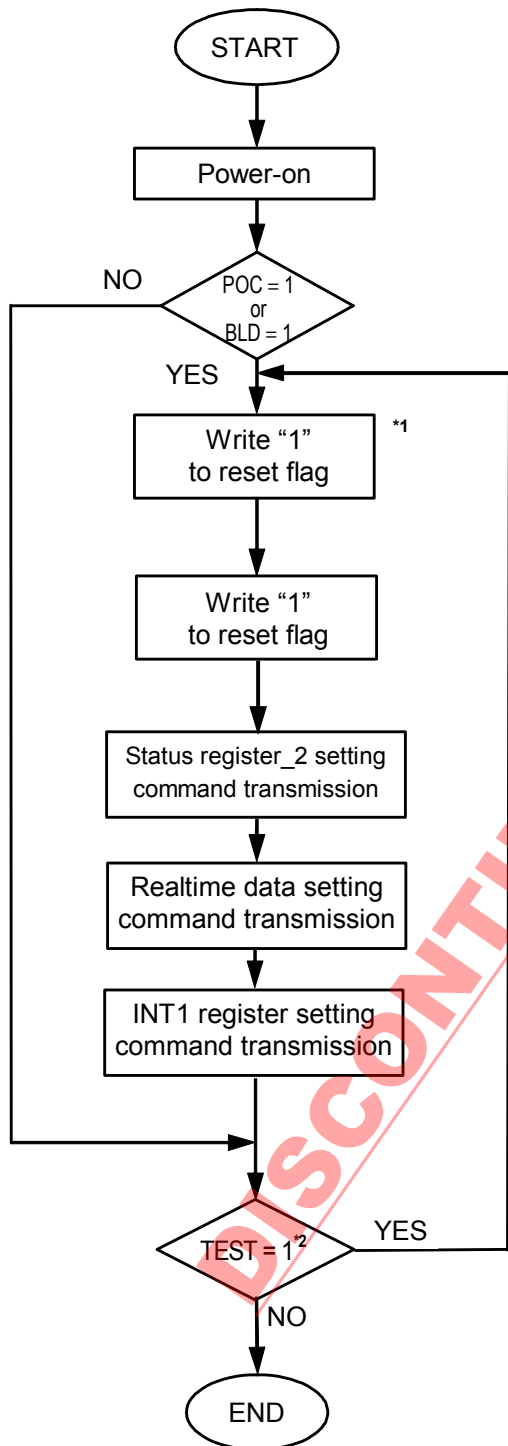 START
Power-on
NO
POC = 1
or
BLD = 1
YES
Write “1”
to reset flag
*1
Write “1”
to reset flag
Status register_2 setting
command transmission
Realtime data setting
command transmission
INT1 register setting
command transmission
TEST = 1*2
YES
NO
END